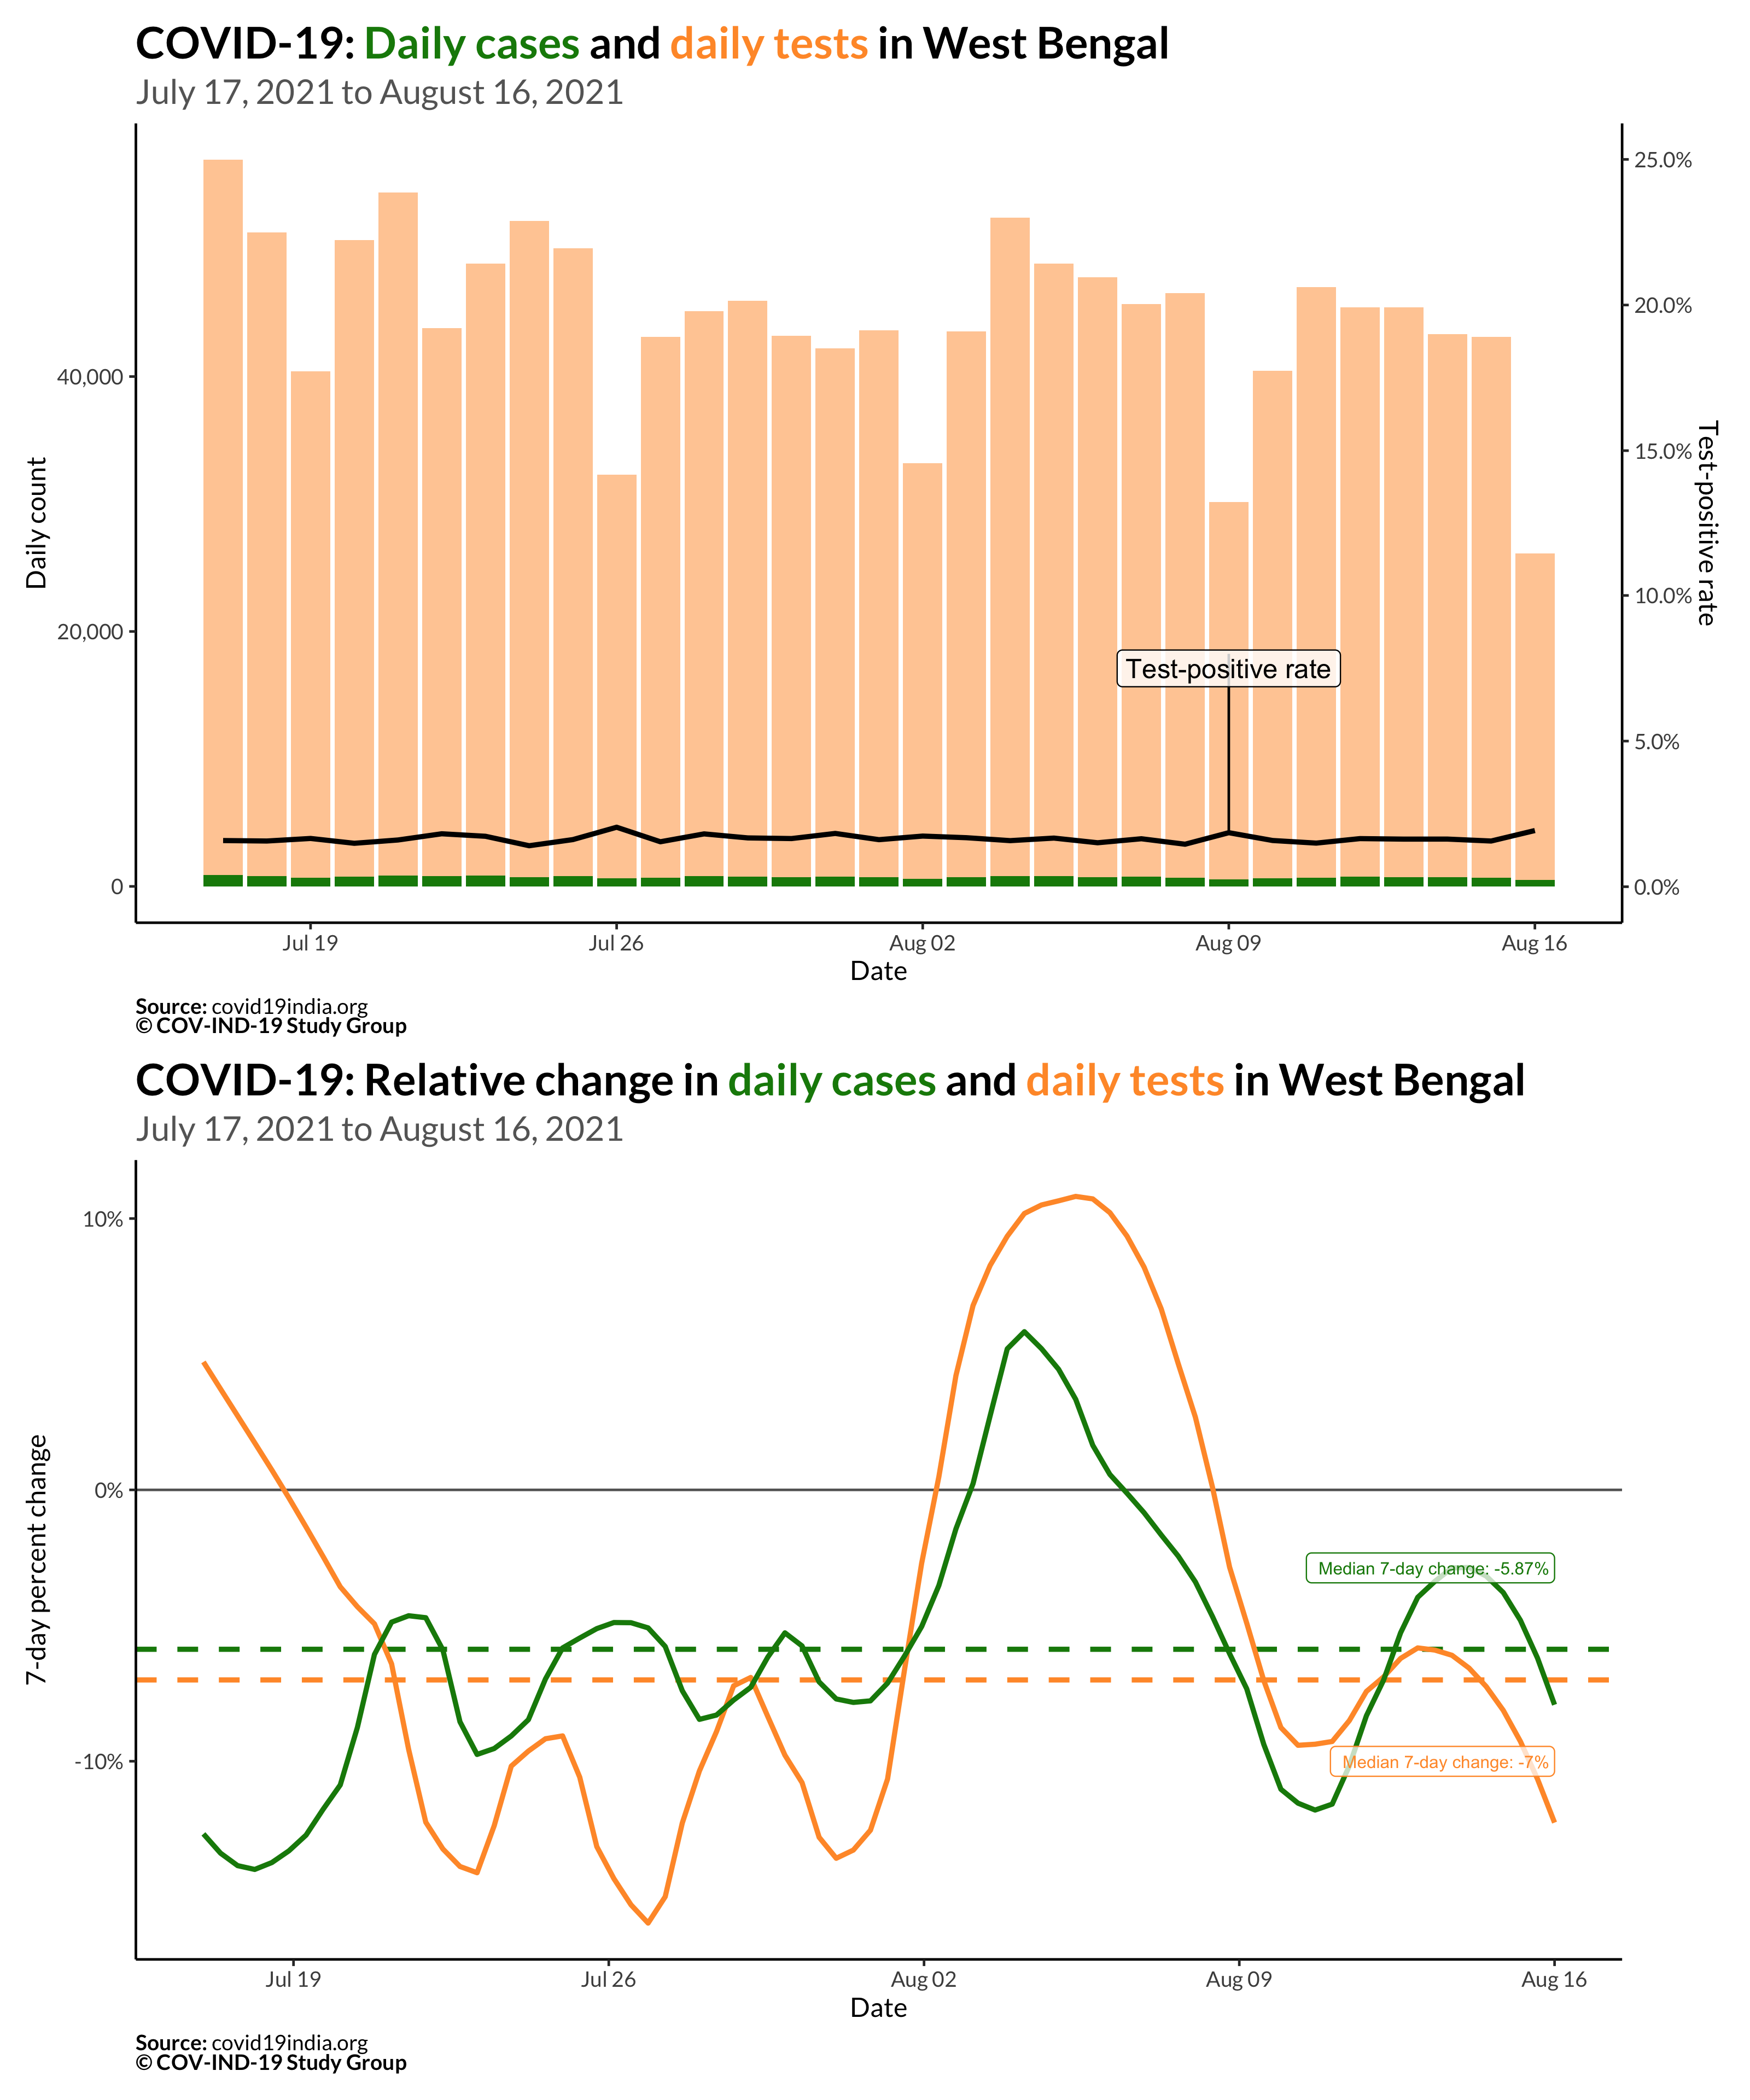 COVID-19: Daily cases and daily tests in West Bengal
July 17, 2021 to August 16, 2021
25.0%
20.0%
40,000
15.0%
Daily count
Test-positive rate
10.0%
20,000
Test-positive rate
5.0%
0
0.0%
Jul 19 Jul 26 Aug 02 Aug 09 Aug 16
Date
Source: covid19india.org
© COV-IND-19 Study Group
COVID-19: Relative change in daily cases and daily tests in West Bengal
July 17, 2021 to August 16, 2021
10%
0%
7-day percent change
Median 7-day change: -5.87%
-10%
Median 7-day change: -7%
Jul 19 Jul 26 Aug 02 Aug 09 Aug 16
Date
Source: covid19india.org
© COV-IND-19 Study Group